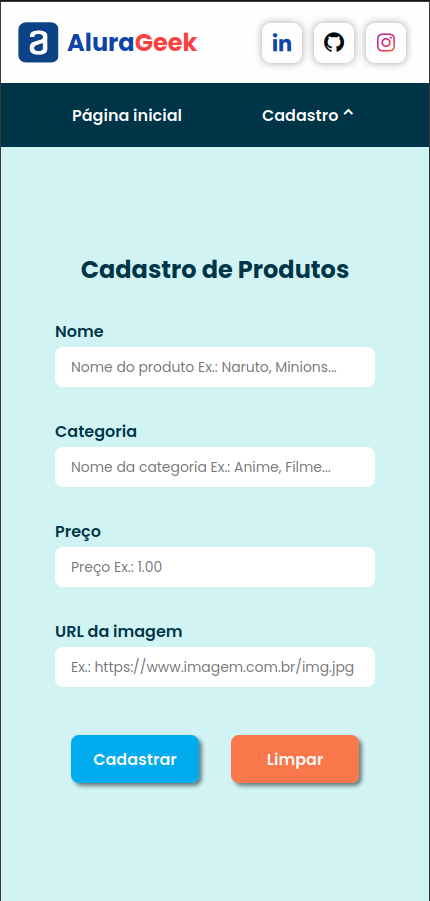 a AluraGeek in
Página inicial Cadastro
Cadastro de Produtos
Nome
Nome do produto Ex.: Naruto, Minions...
Categoria
Nome da categoria Ex.: Anime, Filme...
Preço
Preço Ex.: 1.00
URL da imagem
Ex.: https://www.imagem.com.br/img.jpg
Cadastrar Limpar